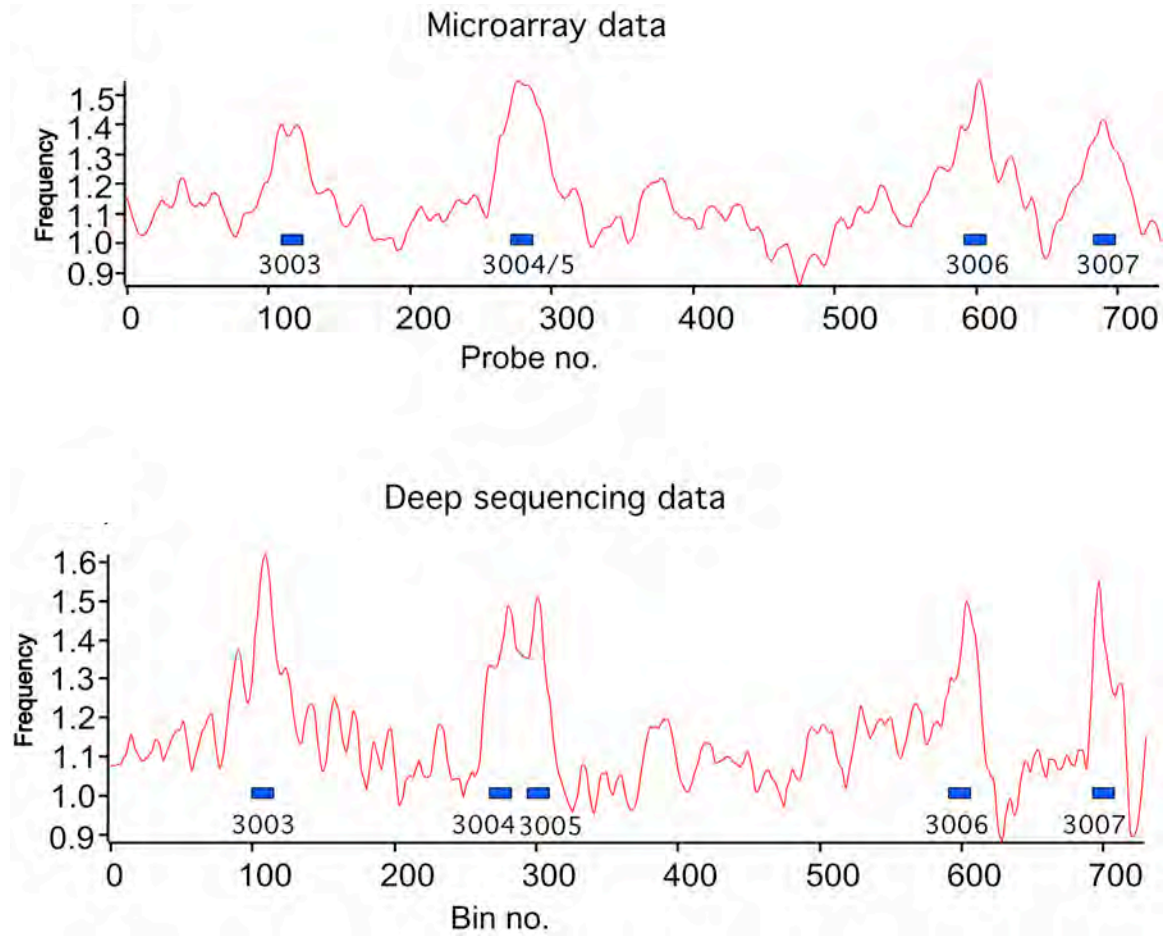 Microarray data
Frequency
1.5
1.4
1.3
1.2
1.1
1.0
0.9
3003
3004/5
3006
3007
0 100 200 300 400 500 600 700
Probe no.
Deep sequencing data
Frequency
1.6
1.5
1.4
1.3
1.2
1.1
1.0
0.9
3003
3004 3005
3006
3007
0 100 200 300 400 500 600 700
Bin no.